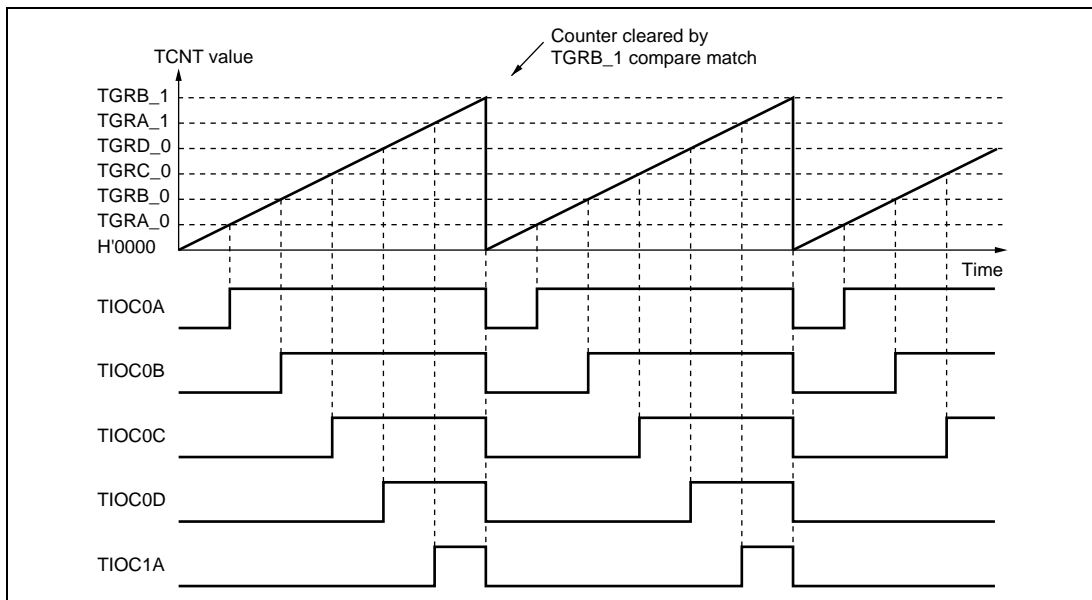 Counter cleared by
TGRB_1 compare match
TCNT value
TGRB_1
TGRA_1
TGRD_0
TGRC_0
TGRB_0
TGRA_0
H'0000
Time
TIOC0A
TIOC0B
TIOC0C
TIOC0D
TIOC1A